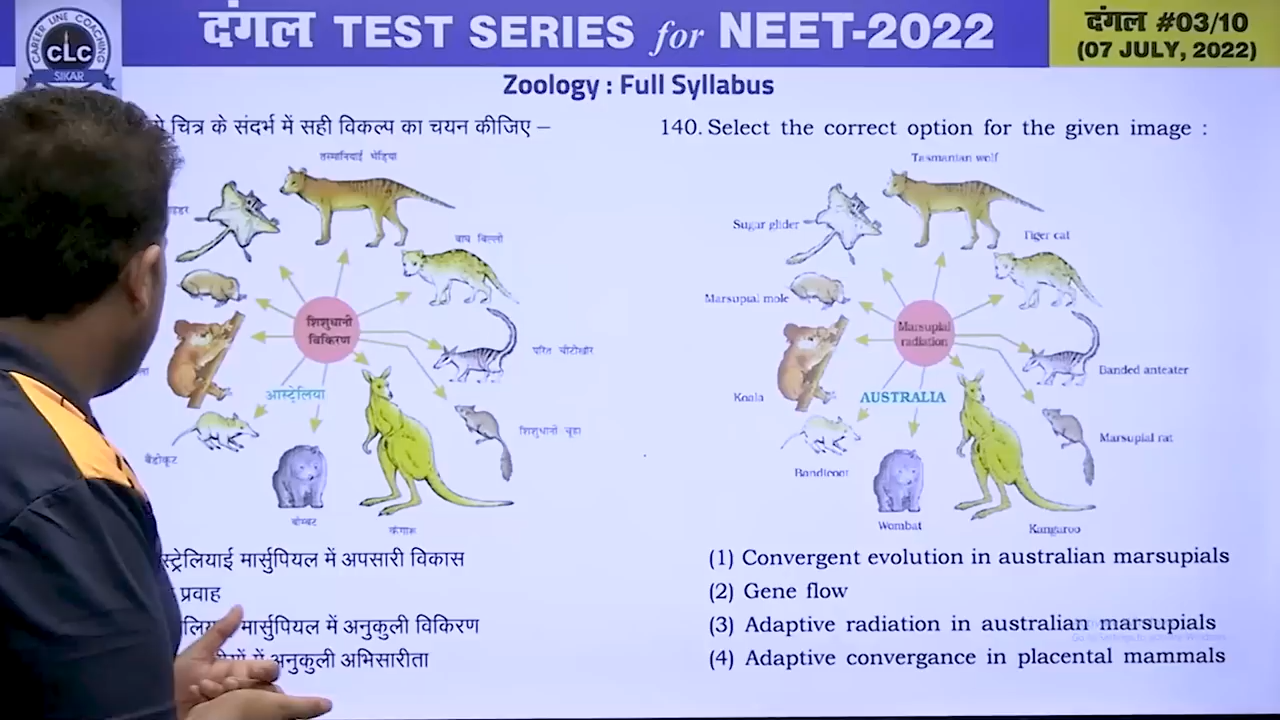 CAREER LINE COACHING
CLC
SIKAR
दंगल TEST SERIES for NEET-2022
दंगल #03/10
(07 JULY, 2022)
Zoology : Full Syllabus
चित्र के संदर्भ में सही विकल्प का चयन कीजिए –
तस्मानियाई भेड़िया
बाघ बिल्ली
शिशुधानी
विकिरण
आस्ट्रेलिया
शिशुधानी चूहा
बैंडीकूट
वोम्बट
कंगारू
मार्सुपियल में अपसारी विकास
प्रवाह
मार्सुपियल में अनुकुली विकिरण
में अनुकुली अभिसारीता
140. Select the correct option for the given image :
Tasmanian wolf
Sugar glider
Tiger cat
Marsupial mole
Marsupial
radiation
Banded anteater
Koala
AUSTRALIA
Marsupial rat
Bandicoot
Wombat
Kangaroo
(1) Convergent evolution in australian marsupials
(2) Gene flow
(3) Adaptive radiation in australian marsupials
(4) Adaptive convergance in placental mammals